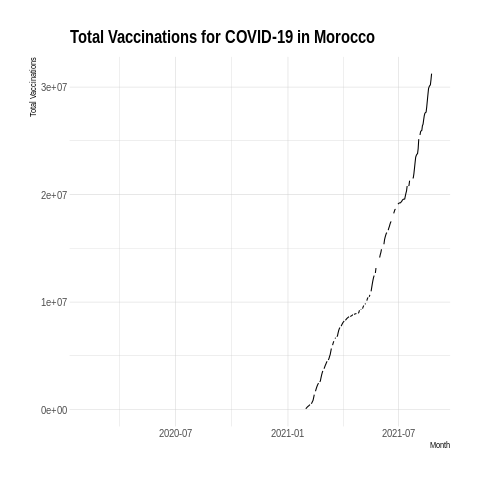 Total Vaccinations for COVID-19 in Morocco
Total Vaccinations
3e+07
2e+07
1e+07
0e+00
2020-07
2021-01
2021-07
Month